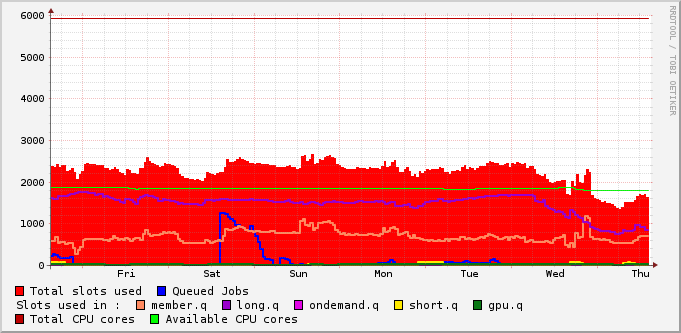 6000
5000
4000
3000
2000
1000
0
Fri Sat Sun Mon Tue Wed Thu
RRDTOOL / TOBI OETIKER
Total slots used Queued Jobs
Slots used in : member.q long.q ondemand.q short.q gpu.q
Total CPU cores Available CPU cores